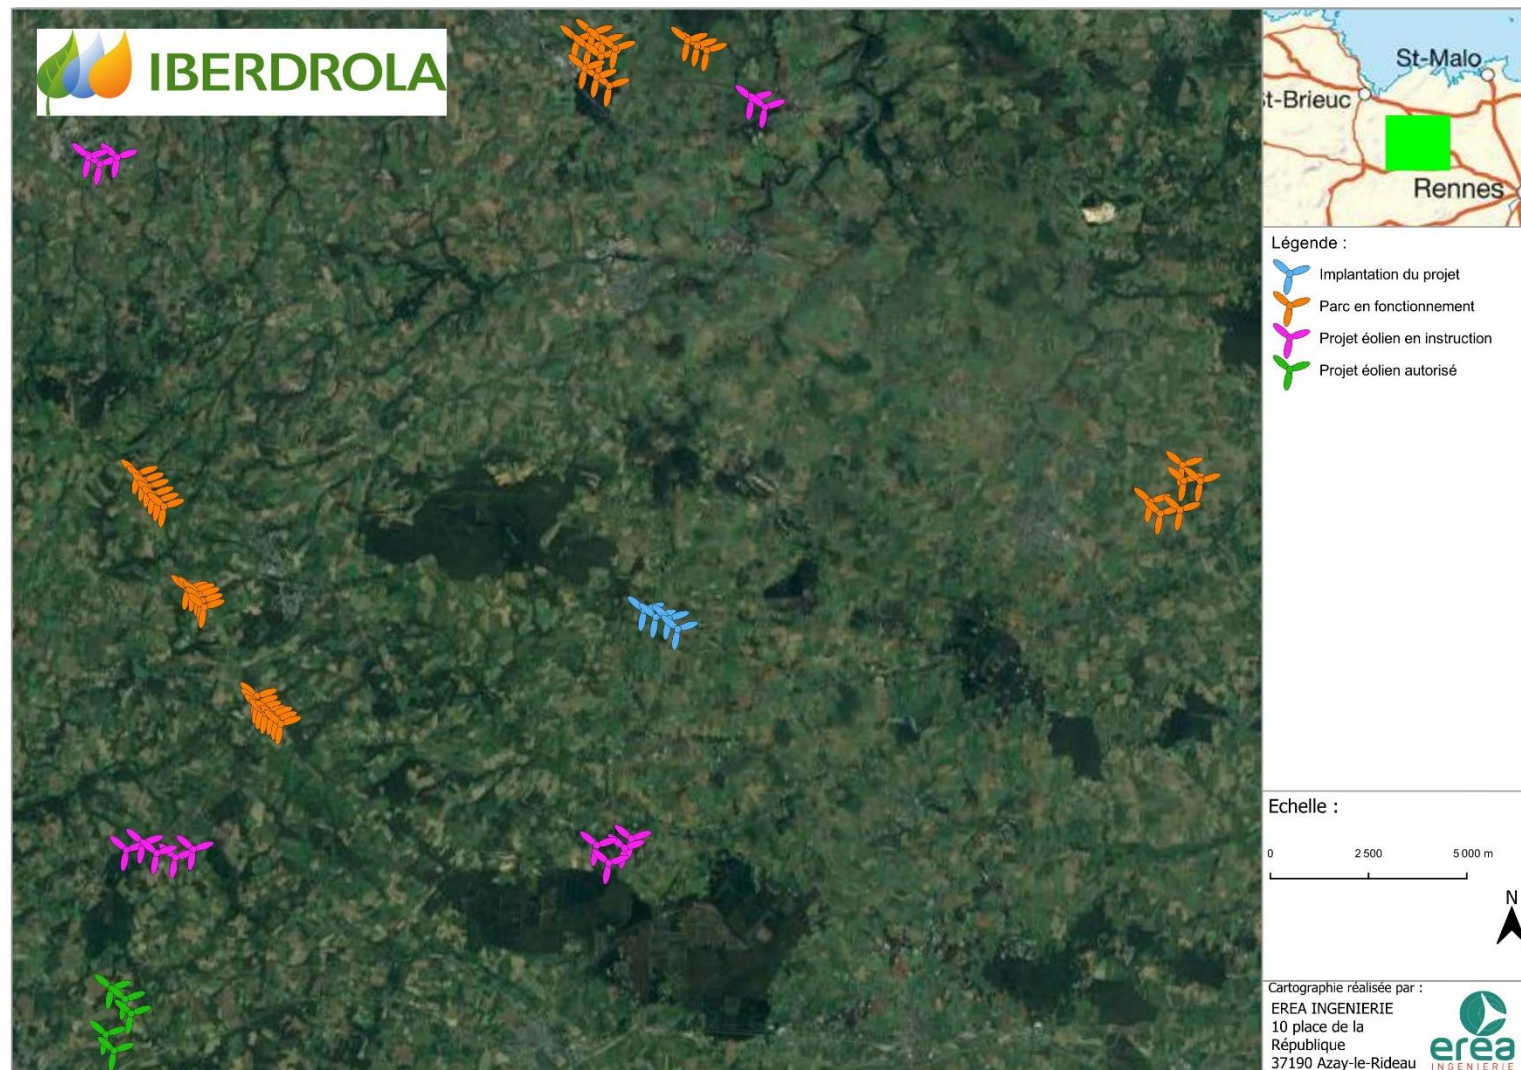 IBERDROLA
St-Malo
t-Brieuc
Rennes
Légende :
Implantation du projet
Parc en fonctionnement
Projet éolien en instruction
Projet éolien autorisé
Echelle :
0 2 500 5 000 m
N
Cartographie réalisée par :
EREA INGENIERIE
10 place de la
République
37190 Azay-le-Rideau
erea
INGENIERIE